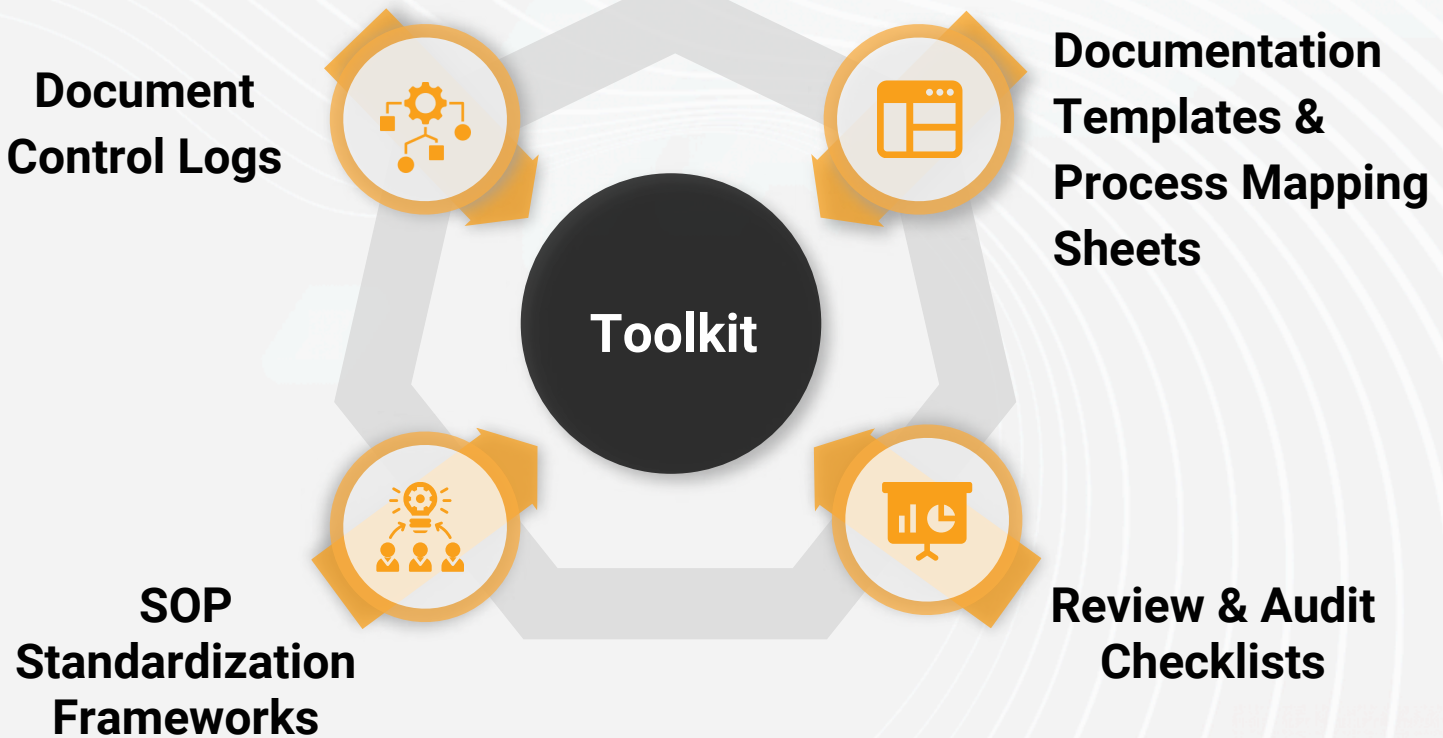 Document
Control Logs
Documentation
Templates &
Process Mapping
Sheets
Toolkit
SOP
Standardization
Frameworks
Review & Audit
Checklists